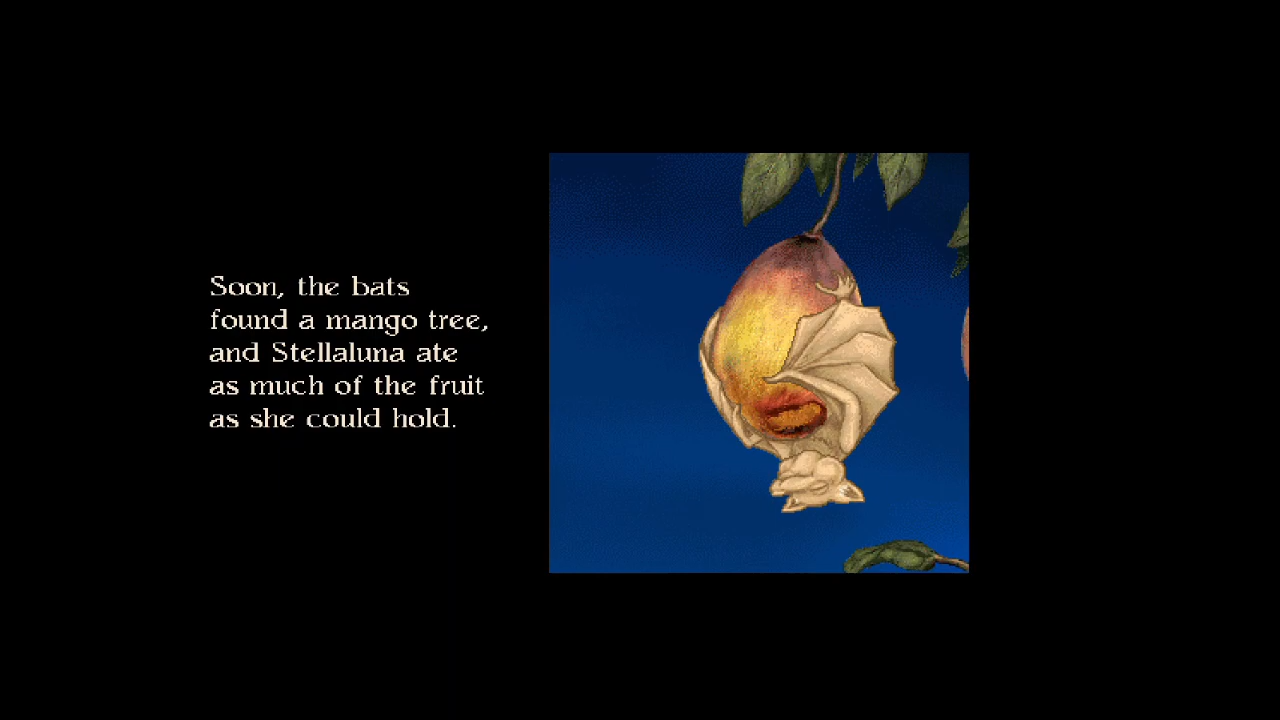 Soon, the bats
found a mango tree,
and Stellaluna ate
as much of the fruit
as she could hold.